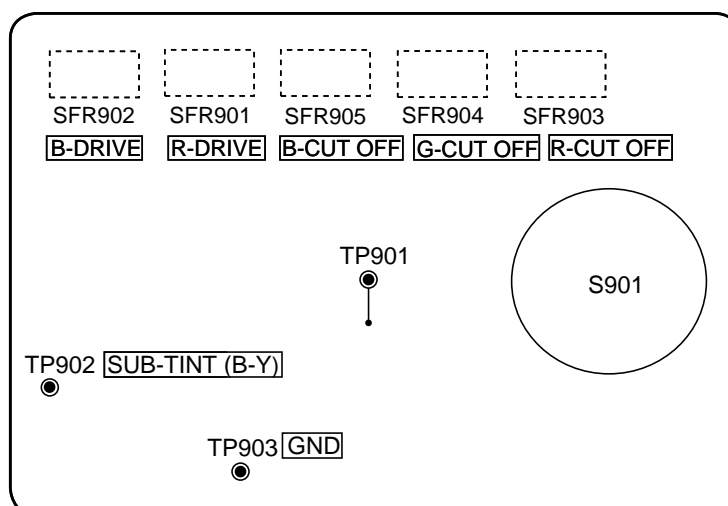 SFR902 SFR901 SFR905 SFR904 SFR903
B-DRIVE R-DRIVE B-CUT OFF G-CUT OFF R-CUT OFF
TP901
S901
TP902 SUB-TINT (B-Y)
TP903 GND